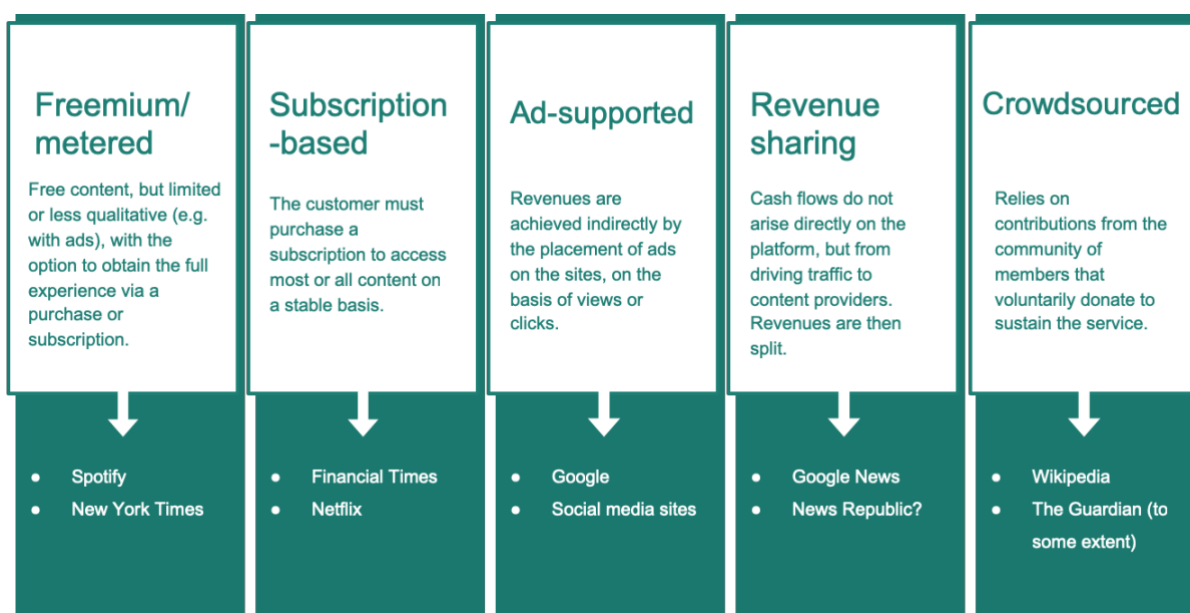 Freemium/
metered
Free content, but limited
or less qualitative (e.g.
with ads), with the
option to obtain the full
experience via a
purchase or
subscription.
● Spotify
● New York Times
Subscription
-based
The customer must
purchase a
subscription to access
most or all content on
a stable basis.
● Financial Times
● Netflix
Ad-supported
Revenues are
achieved indirectly by
the placement of ads
on the sites, on the
basis of views or
clicks.
● Google
● Social media sites
Revenue
sharing
Cash flows do not
arise directly on the
platform, but from
driving traffic to
content providers.
Revenues are then
split.
● Google News
● News Republic?
Crowdsourced
Relies on
contributions from the
community of
members that
voluntarily donate to
sustain the service.
● Wikipedia
● The Guardian (to
some extent)